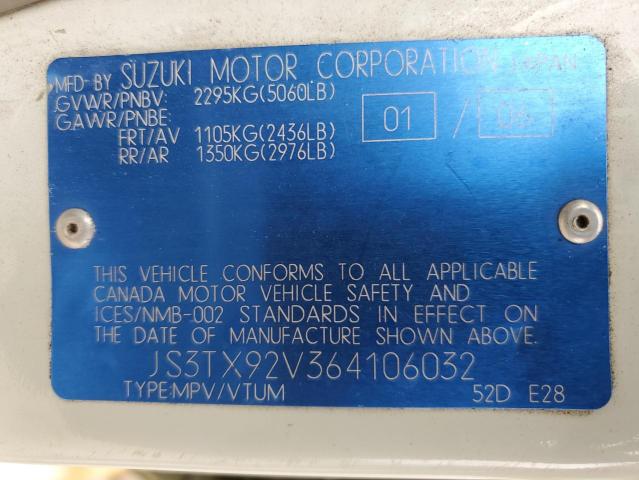 MFD·BY SUZUKI MOTOR CORPORATION JAPAN
GVWR/PNBV: 2295KG(5060LB)
GAWR/PNBE:
FRT/AV 1105KG(2436LB)
RR/AR 1350KG(2976LB)
01 / 06
THIS VEHICLE CONFORMS TO ALL APPLICABLE
CANADA MOTOR VEHICLE SAFETY AND
ICES/NMB-002 STANDARDS IN EFFECT ON
THE DATE OF MANUFACTURE SHOWN ABOVE.
JS3TX92V364106032
TYPE:MPV/VTUM 52D E28